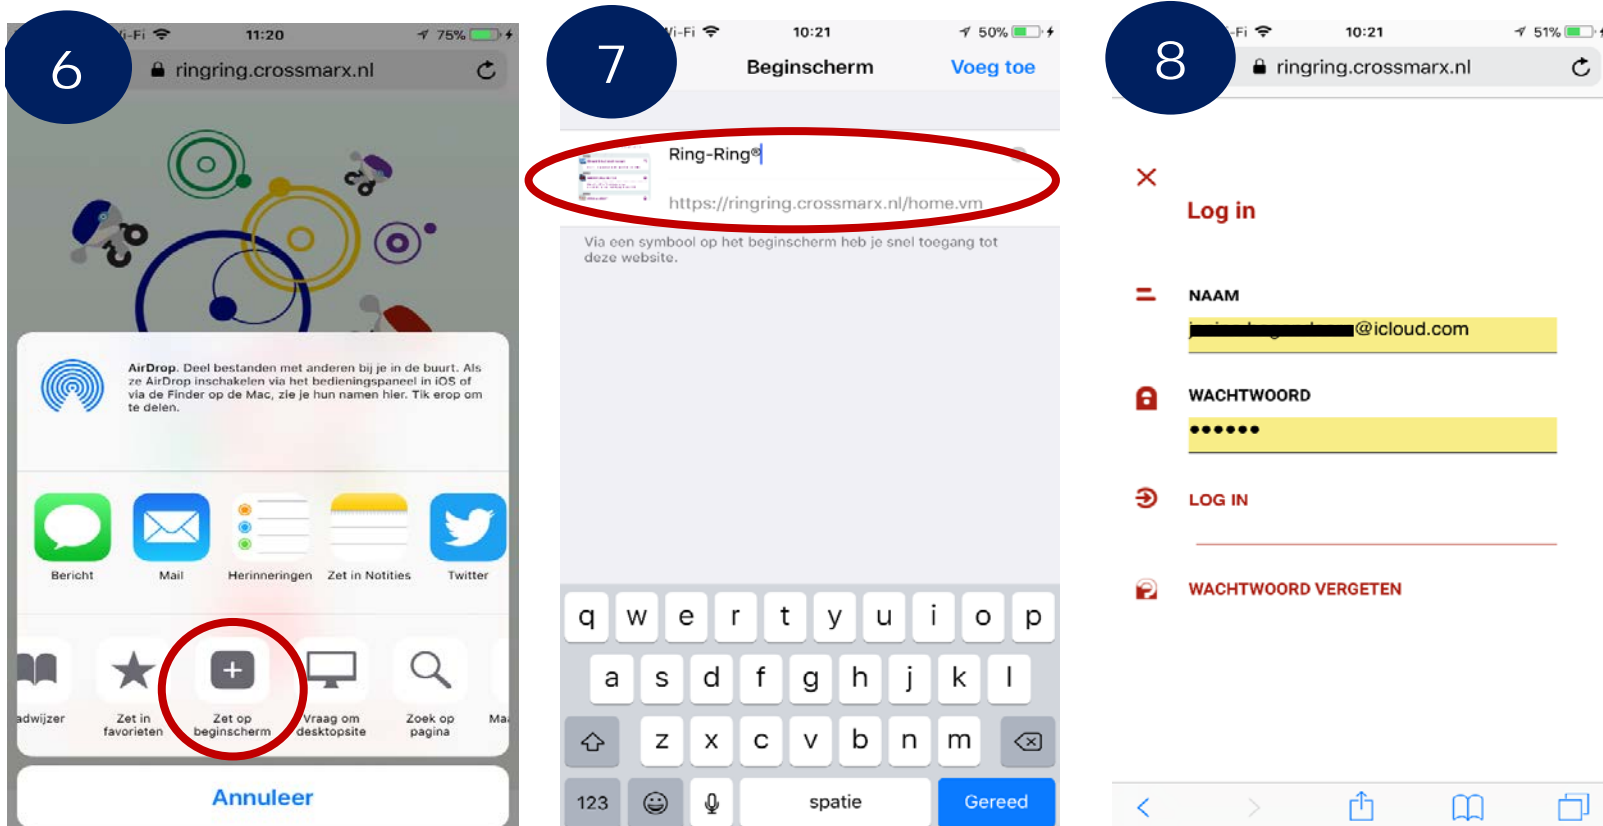 6
i-Fi 11:20 75%
ringring.crossmarx.nl
AirDrop. Deel bestanden met anderen bij je in de buurt. Als
ze AirDrop inschakelen via het bedieningspaneel in iOS of
via de Finder op de Mac, zie je hun namen hier. Tik erop om
te delen.
Bericht Mail Herinneringen Zet in Notities Twitter
adwijzer Zet in favorieten Zet op beginscherm Vraag om desktopsite Zoek op pagina Maa
Annuleer
7
Vi-Fi 10:21 50%
Beginscherm Voeg toe
Ring-Ring®
https://ringring.crossmarx.nl/home.vm
Via een symbool op het beginscherm heb je snel toegang tot
deze website.
q w e r t y u i o p
a s d f g h j k l
z x c v b n m
123 spatie Gereed
8
-Fi 10:21 51%
ringring.crossmarx.nl
Log in
NAAM
@icloud.com
WACHTWOORD
••••••
LOG IN
WACHTWOORD VERGETEN